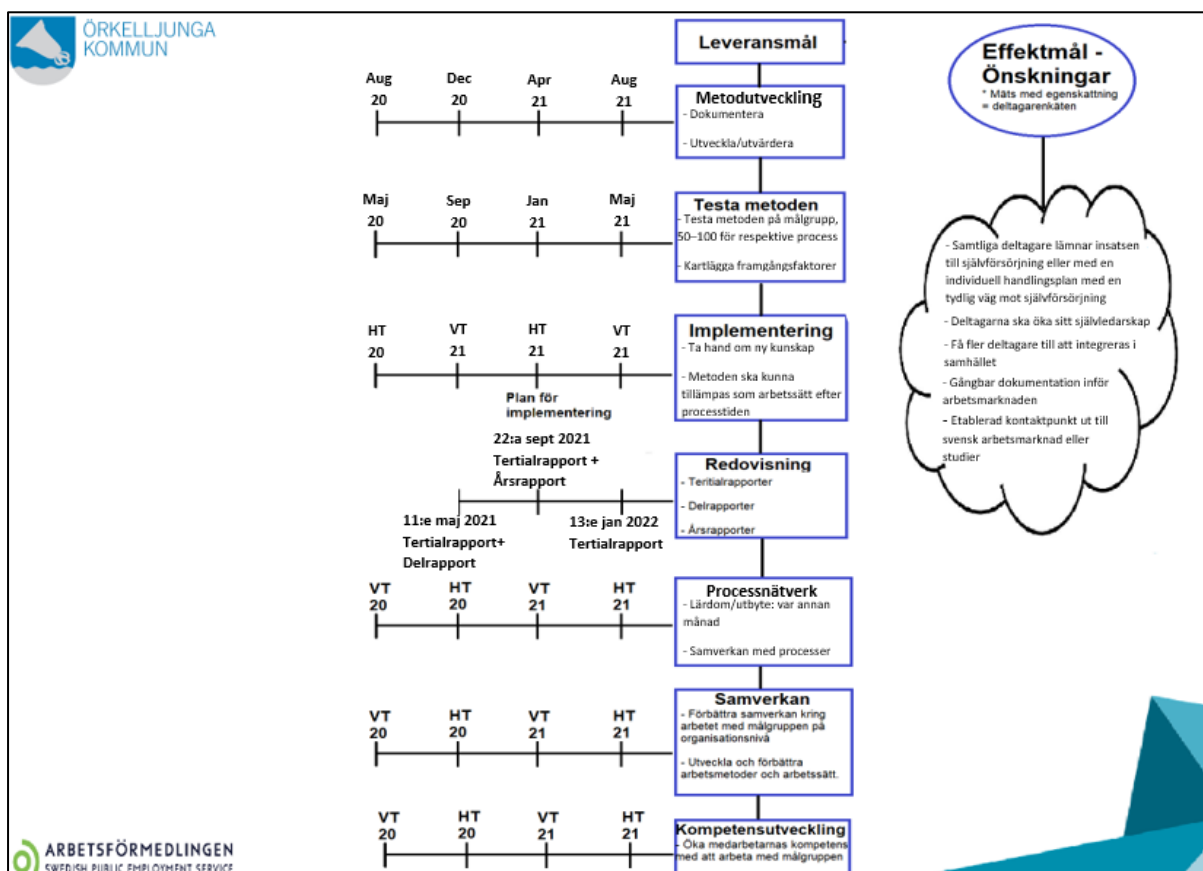 ÖRKELLJUNGA
KOMMUN
Leveransmål
Aug Dec Apr Aug
20 20 21 21
Metodutveckling
- Dokumentera
- Utveckla/utvärdera
Maj Sep Jan Maj
20 20 21 21
Testa metoden
- Testa metoden på målgrupp,
50–100 för respektive process
- Kartlägga framgångsfaktorer
HT VT HT VT
20 21 21 21
Plan för
implementering
Implementering
- Ta hand om ny kunskap
- Metoden ska kunna
tillämpas som arbetssätt efter
processtiden
22:a sept 2021
Tertialrapport +
Årsrapport
11:e maj 2021
Tertialrapport+
Delrapport
13:e jan 2022
Tertialrapport
Redovisning
- Teritialrapporter
- Delrapporter
- Årsrapporter
VT HT VT HT
20 20 21 21
Processnätverk
- Lärdom/utbyte: var annan
månad
- Samverkan med processer
VT HT VT HT
20 20 21 21
Samverkan
- Förbättra samverkan kring
arbetet med målgruppen på
organisationsnivå
- Utveckla och förbättra
arbetsmetoder och arbetssätt.
VT HT VT HT
20 20 21 21
Kompetensutveckling
- Öka medarbetarnas kompetens
med att arbeta med målgruppen
Effektmål -
Önskningar
* Mäts med egenskattning
= deltagarenkäten
- Samtliga deltagare lämnar insatsen
till självförsörjning eller med en
individuell handlingsplan med en
tydlig väg mot självförsörjning
- Deltagarna ska öka sitt självledarskap
- Få fler deltagare till att integreras i
samhället
- Gångbar dokumentation inför
arbetsmarknaden
- Etablerad kontaktpunkt ut till
svensk arbetsmarknad eller
studier
ARBETSFÖRMEDLINGEN
SWEDISH PUBLIC EMPLOYMENT SERVICE